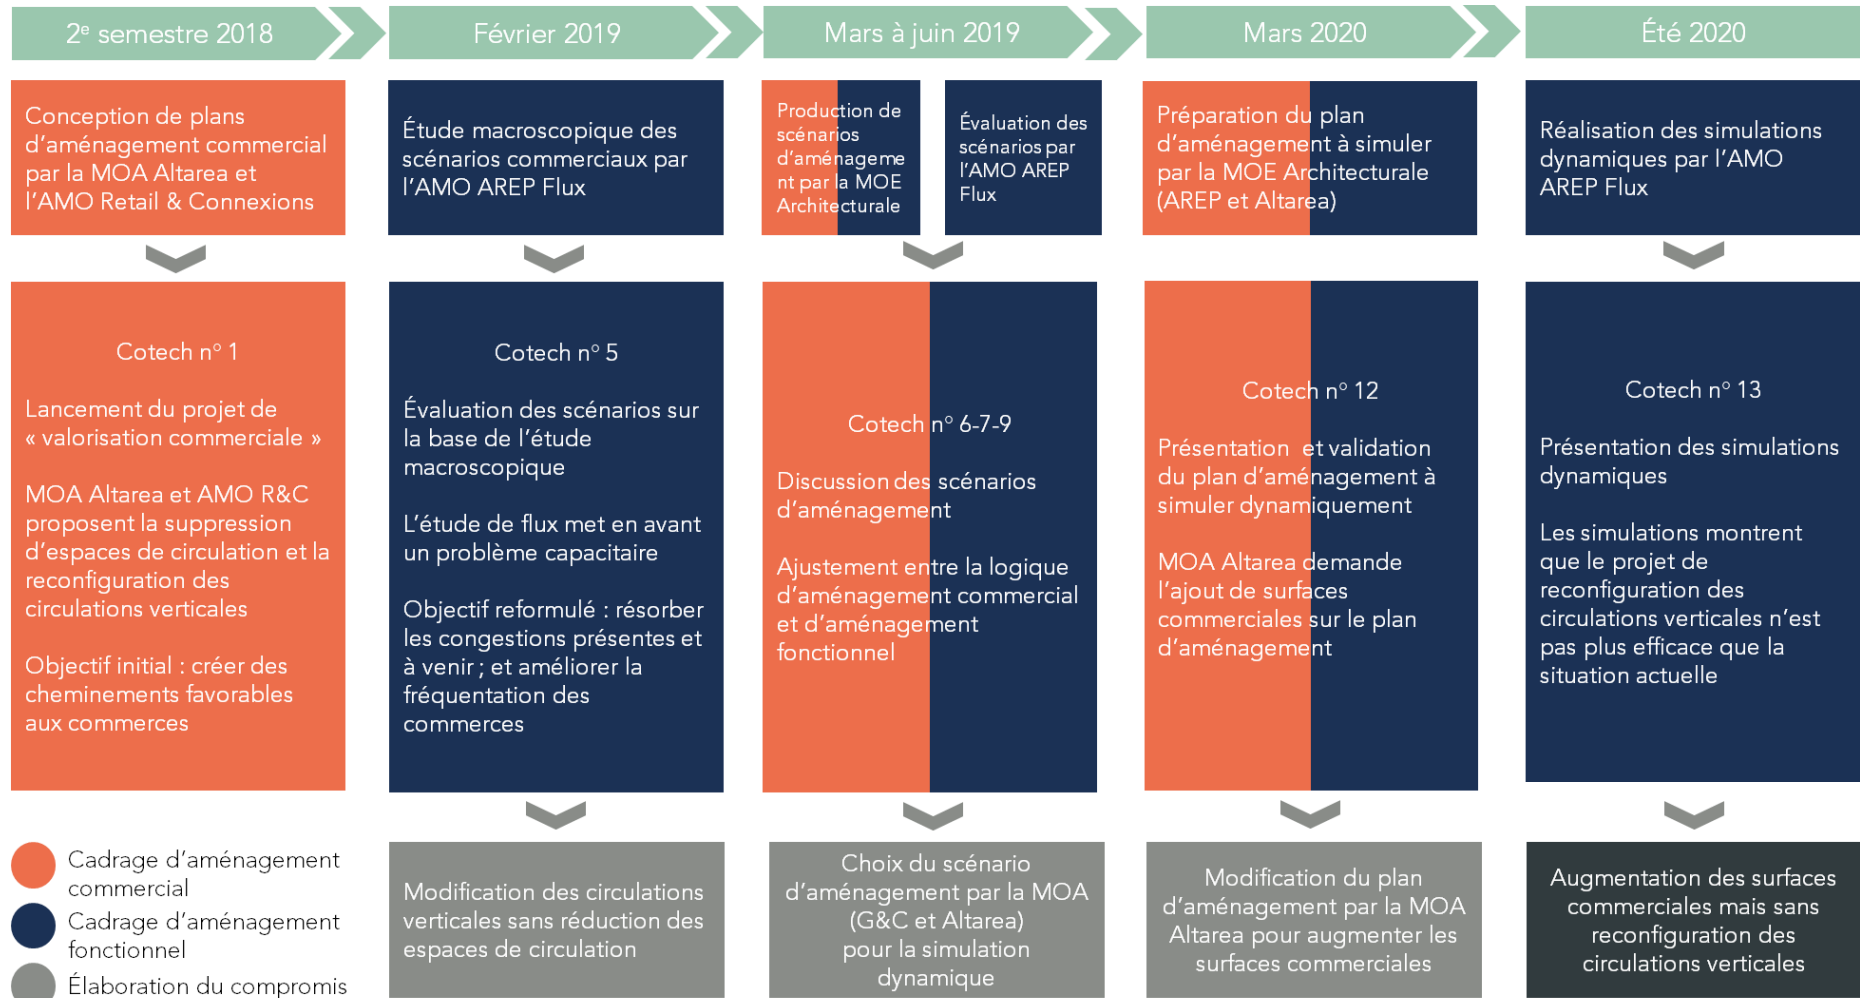 2e semestre 2018
Février 2019
Mars à juin 2019
Mars 2020
Été 2020
Conception de plans
d’aménagement commercial
par la MOA Altarea et
l’AMO Retail & Connexions
Étude macroscopique des
scénarios commerciaux par
l’AMO AREP Flux
Production de
scénarios
d’aménageme
nt par la MOE
Architecturale
Évaluation des
scénarios par
l’AMO AREP
Flux
Préparation du plan
d’aménagement à simuler
par la MOE Architecturale
(AREP et Altarea)
Réalisation des simulations
dynamiques par l’AMO
AREP Flux
Cotech n° 1
Lancement du projet de
« valorisation commerciale »
MOA Altarea et AMO R&C
proposent la suppression
d’espaces de circulation et la
reconfiguration des
circulations verticales
Objectif initial : créer des
cheminements favorables
aux commerces
Cotech n° 5
Évaluation des scénarios sur
la base de l’étude
macroscopique
L’étude de flux met en avant
un problème capacitaire
Objectif reformulé : résorber
les congestions présentes et
à venir ; et améliorer la
fréquentation des
commerces
Cotech n° 6-7-9
Discussion des scénarios
d’aménagement
Ajustement entre la logique
d’aménagement commercial
et d’aménagement
fonctionnel
Cotech n° 12
Présentation et validation
du plan d’aménagement à
simuler dynamiquement
MOA Altarea demande
l’ajout de surfaces
commerciales sur le plan
d’aménagement
Cotech n° 13
Présentation des simulations
dynamiques
Les simulations montrent
que le projet de
reconfiguration des
circulations verticales n’est
pas plus efficace que la
situation actuelle
Cadrage d’aménagement
commercial
Cadrage d’aménagement
fonctionnel
Élaboration du compromis
Modification des circulations
verticales sans réduction des
espaces de circulation
Choix du scénario
d’aménagement par la MOA
(G&C et Altarea)
pour la simulation
dynamique
Modification du plan
d’aménagement par la MOA
Altarea pour augmenter les
surfaces commerciales
Augmentation des surfaces
commerciales mais sans
reconfiguration des
circulations verticales